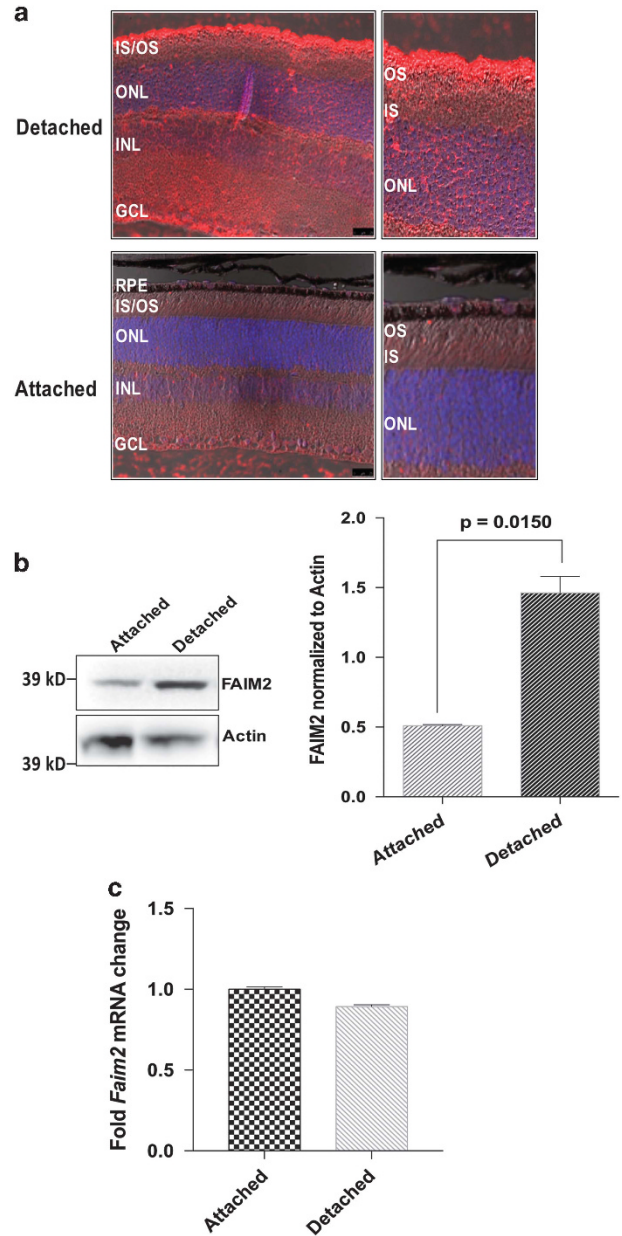 a
Detached
IS/OS
ONL
INL
GCL
OS
IS
ONL
Attached
RPE
IS/OS
ONL
INL
GCL
OS
IS
ONL
b
Attached
Detached
39 kD
FAIM2
Actin
39 kD
p = 0.0150
FAIM2 normalized to Actin
2.0
1.5
1.0
0.5
0.0
Attached
Detached
c
Fold Faim2 mRNA change
1.5
1.0
0.5
0.0
Attached
Detached